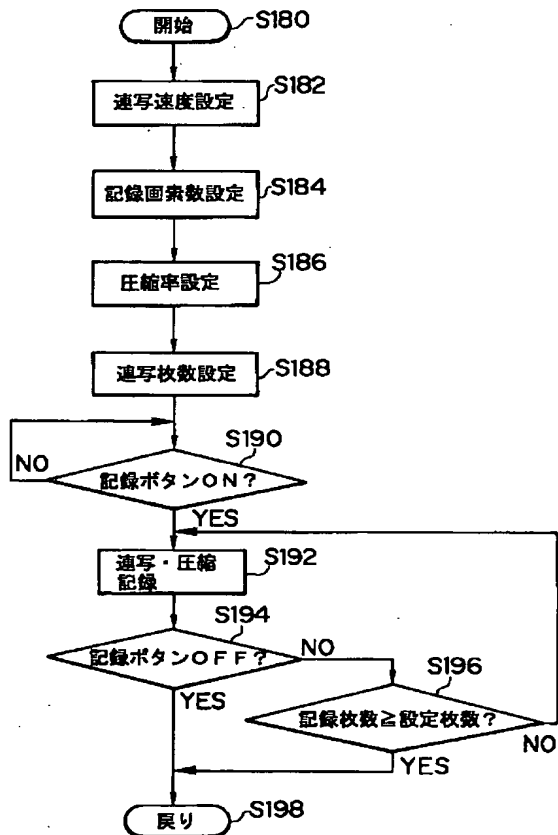 開始
S180
連写速度設定
S182
記録画素数設定
S184
圧縮率設定
S186
連写枚数設定
S188
記録ボタンON？
S190
NO
YES
連写・圧縮
記録
S192
記録ボタンOFF？
S194
NO
YES
記録枚数≧設定枚数？
S196
NO
YES
戻り
S198